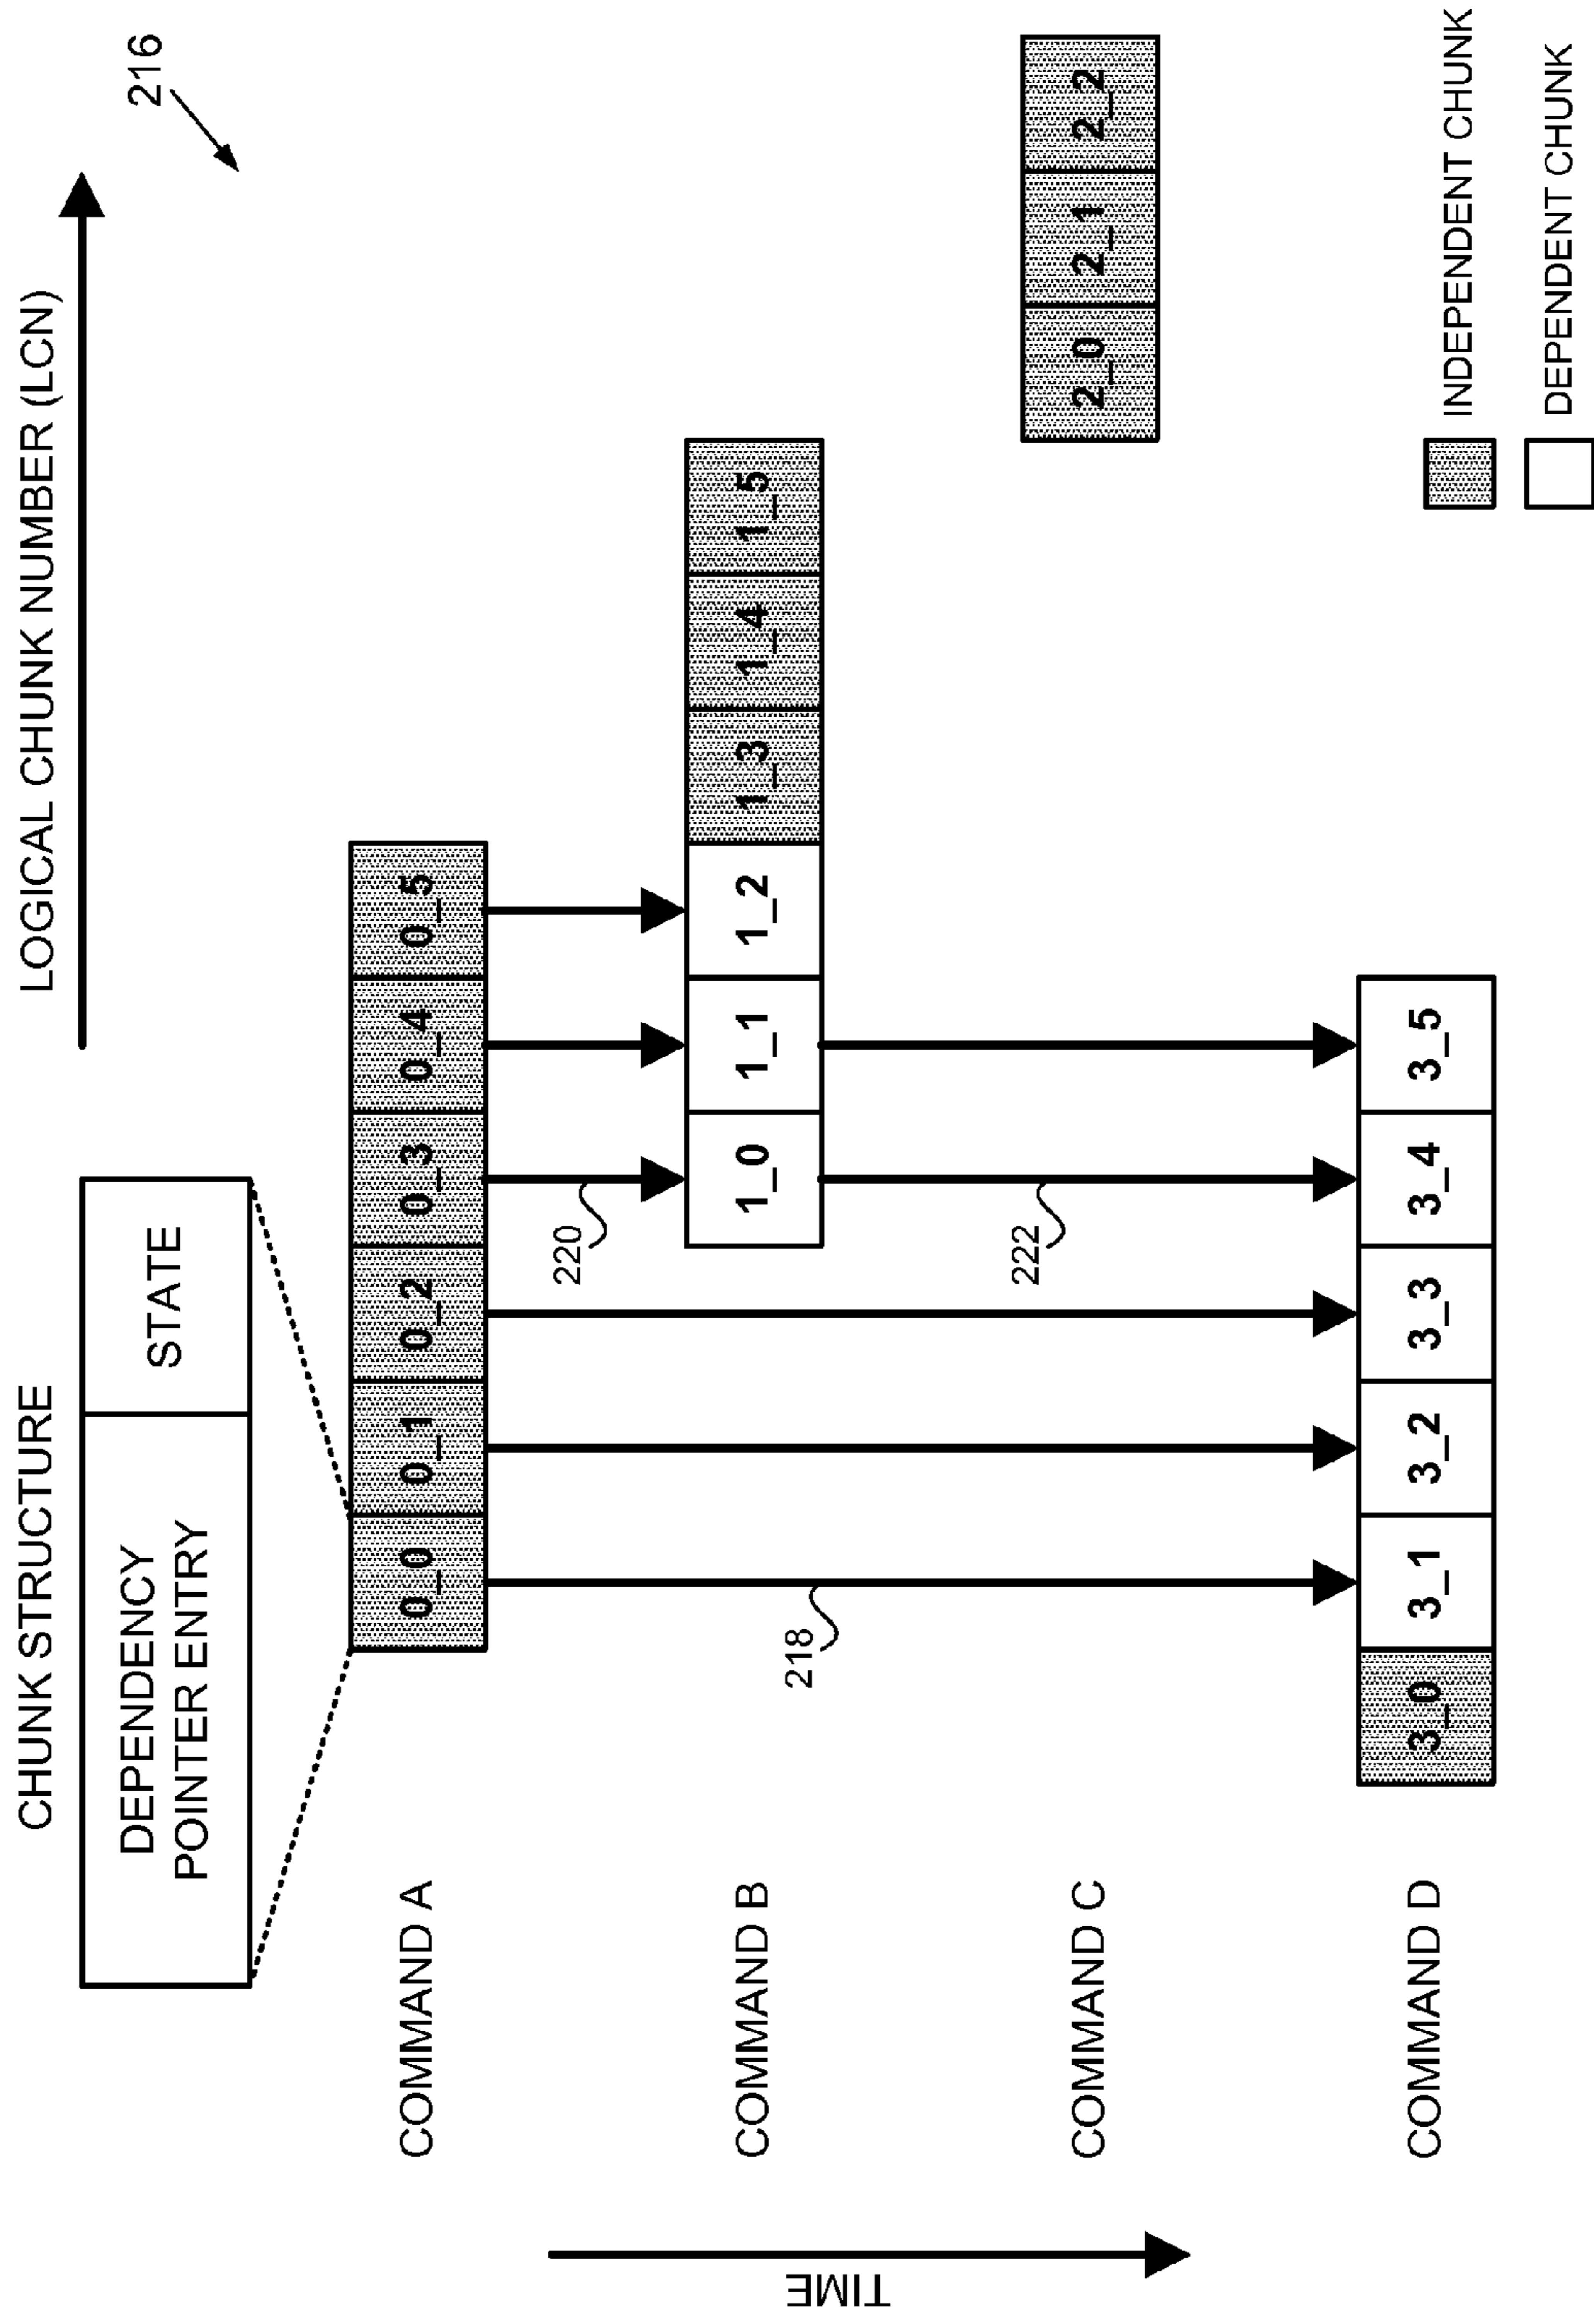 LOGICAL CHUNK NUMBER (LCN)
216
CHUNK STRUCTURE
DEPENDENCY
POINTER ENTRY
STATE
COMMAND A
0_0
0_1
0_2
0_3
0_4
0_5
220
COMMAND B
1_0
1_1
1_2
1_3
1_4
1_5
218
222
COMMAND C
2_0
2_1
2_2
COMMAND D
3_0
3_1
3_2
3_3
3_4
3_5
TIME
INDEPENDENT CHUNK
DEPENDENT CHUNK